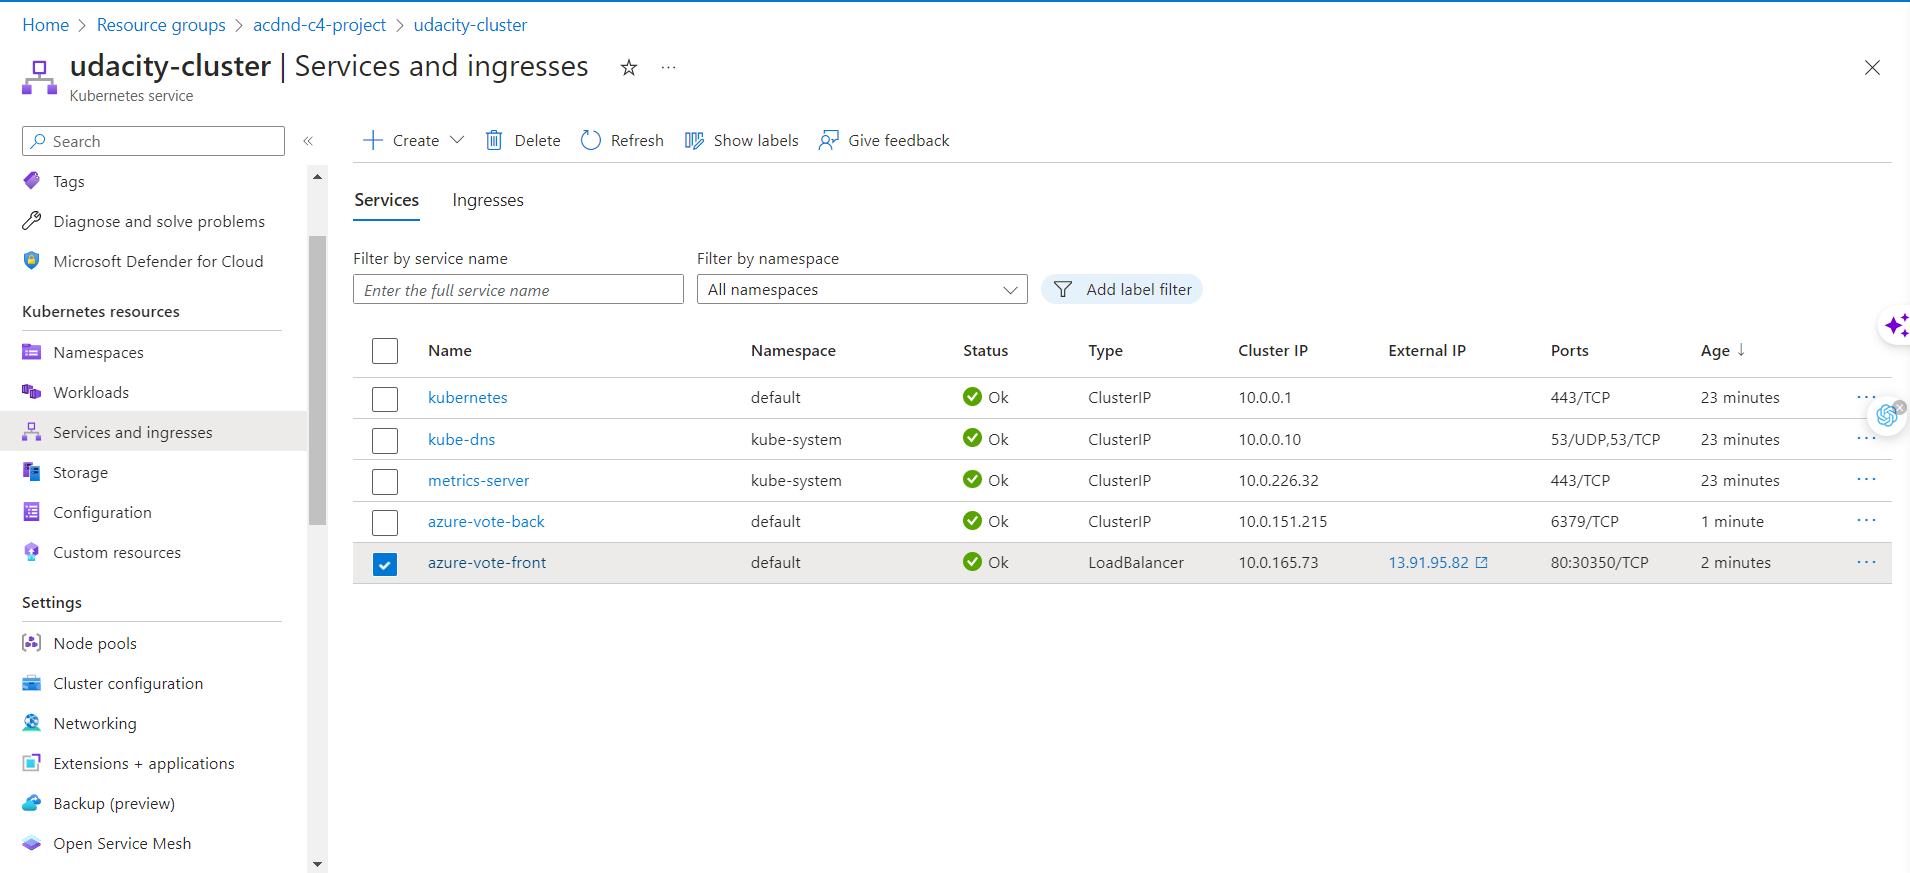 Home > Resource groups > acdnd-c4-project > udacity-cluster
udacity-cluster | Services and ingresses
Kubernetes service
Search
Tags
Diagnose and solve problems
Microsoft Defender for Cloud
Kubernetes resources
Namespaces
Workloads
Services and ingresses
Storage
Configuration
Custom resources
Settings
Node pools
Cluster configuration
Networking
Extensions + applications
Backup (preview)
Open Service Mesh
Create Delete Refresh Show labels Give feedback
Services Ingresses
Filter by service name Filter by namespace
Enter the full service name All namespaces Add label filter
Name Namespace Status Type Cluster IP External IP Ports Age ↓
kubernetes default Ok ClusterIP 10.0.0.1 443/TCP 23 minutes
kube-dns kube-system Ok ClusterIP 10.0.0.10 53/UDP,53/TCP 23 minutes
metrics-server kube-system Ok ClusterIP 10.0.226.32 443/TCP 23 minutes
azure-vote-back default Ok ClusterIP 10.0.151.215 6379/TCP 1 minute
azure-vote-front default Ok LoadBalancer 10.0.165.73 13.91.95.82 80:30350/TCP 2 minutes